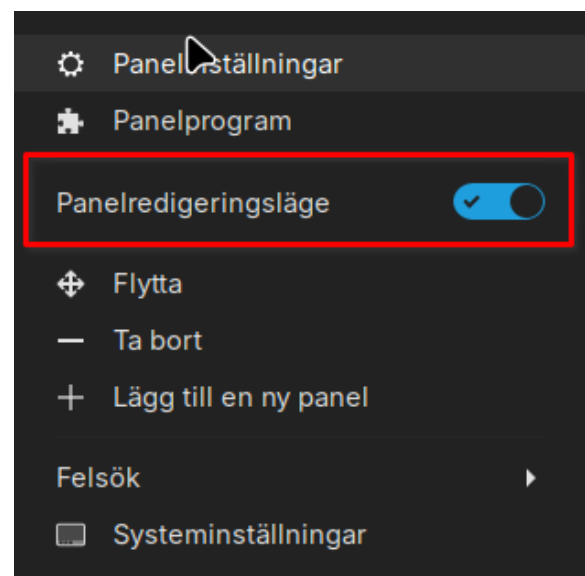 Panelinställningar
Panelprogram
Panelredigeringsläge
Flytta
Ta bort
Lägg till en ny panel
Felsök
Systeminställningar